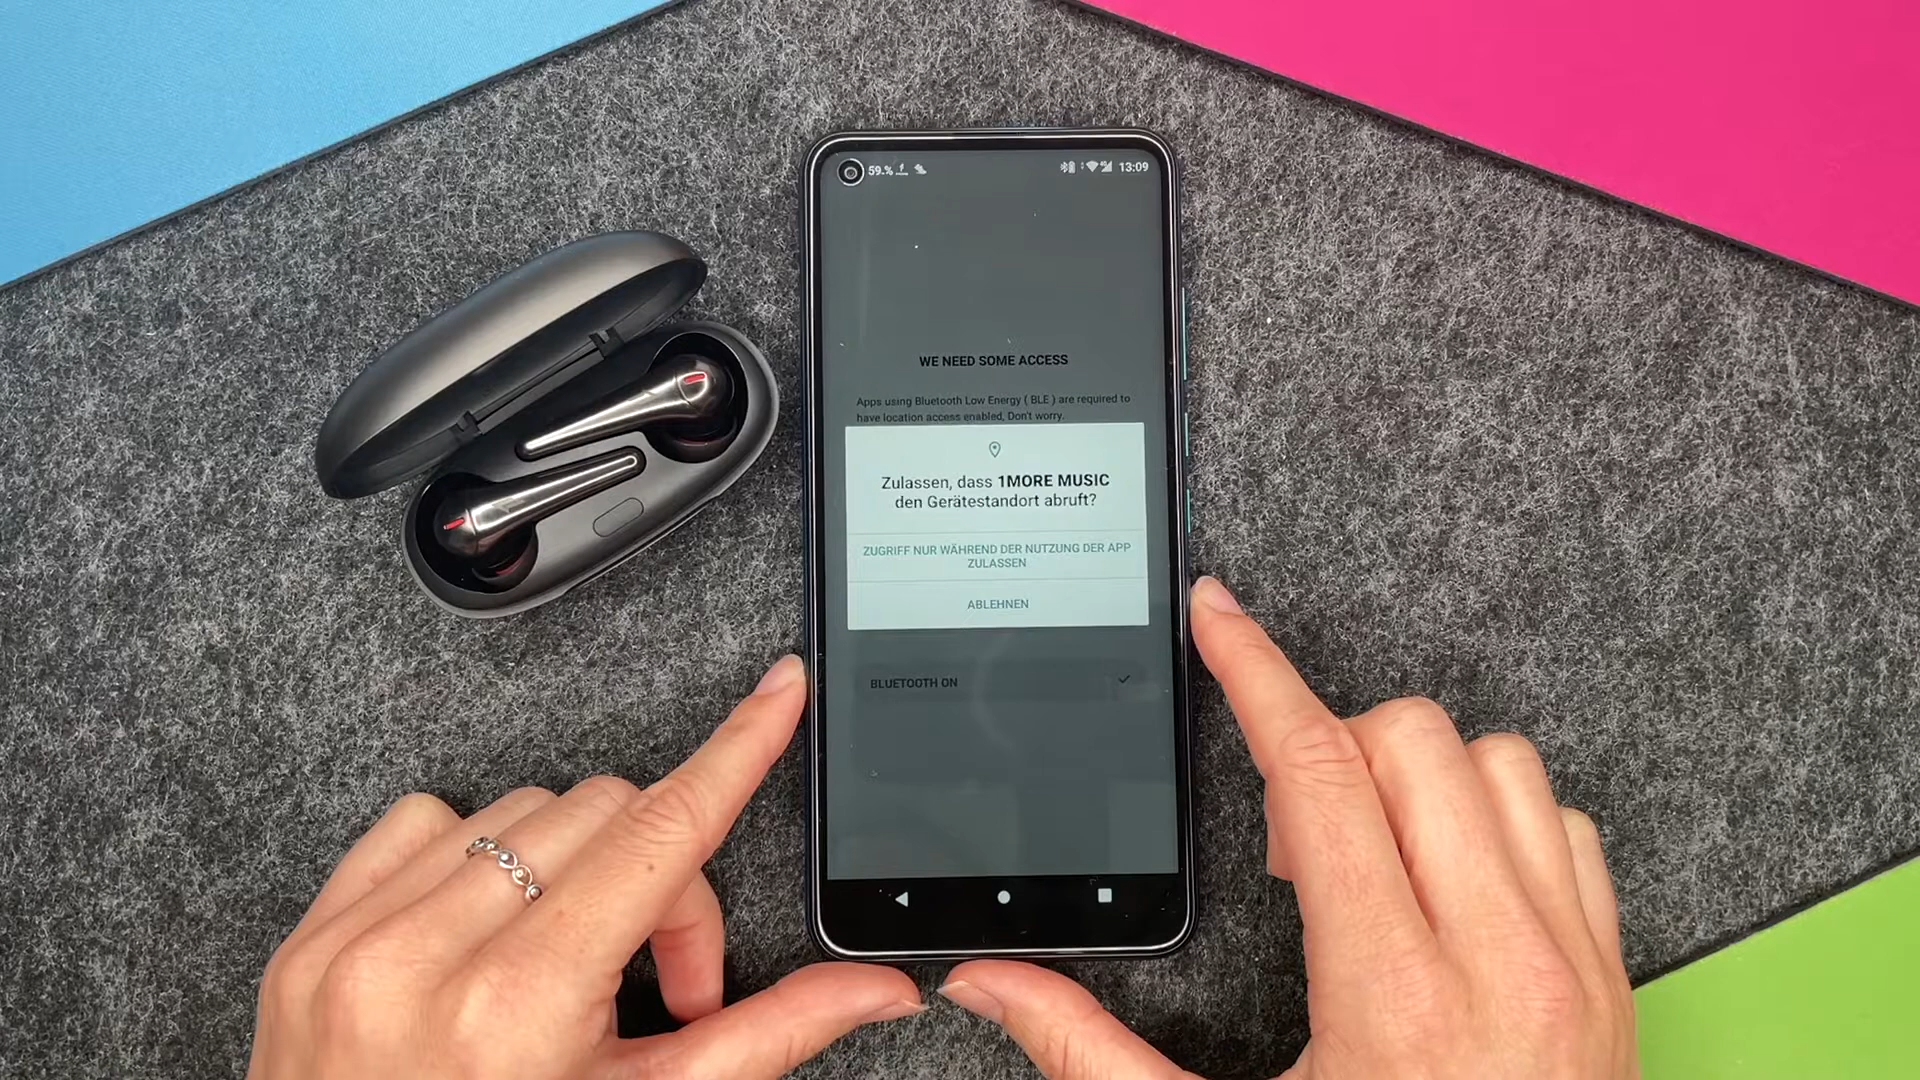 59.%
13:09
WE NEED SOME ACCESS
Apps using Bluetooth Low Energy ( BLE ) are required to
have location access enabled, Don't worry.
Zulassen, dass 1MORE MUSIC
den Gerätestandort abruft?
ZUGRIFF NUR WÄHREND DER NUTZUNG DER APP
ZULASSEN
ABLEHNEN
BLUETOOTH ON